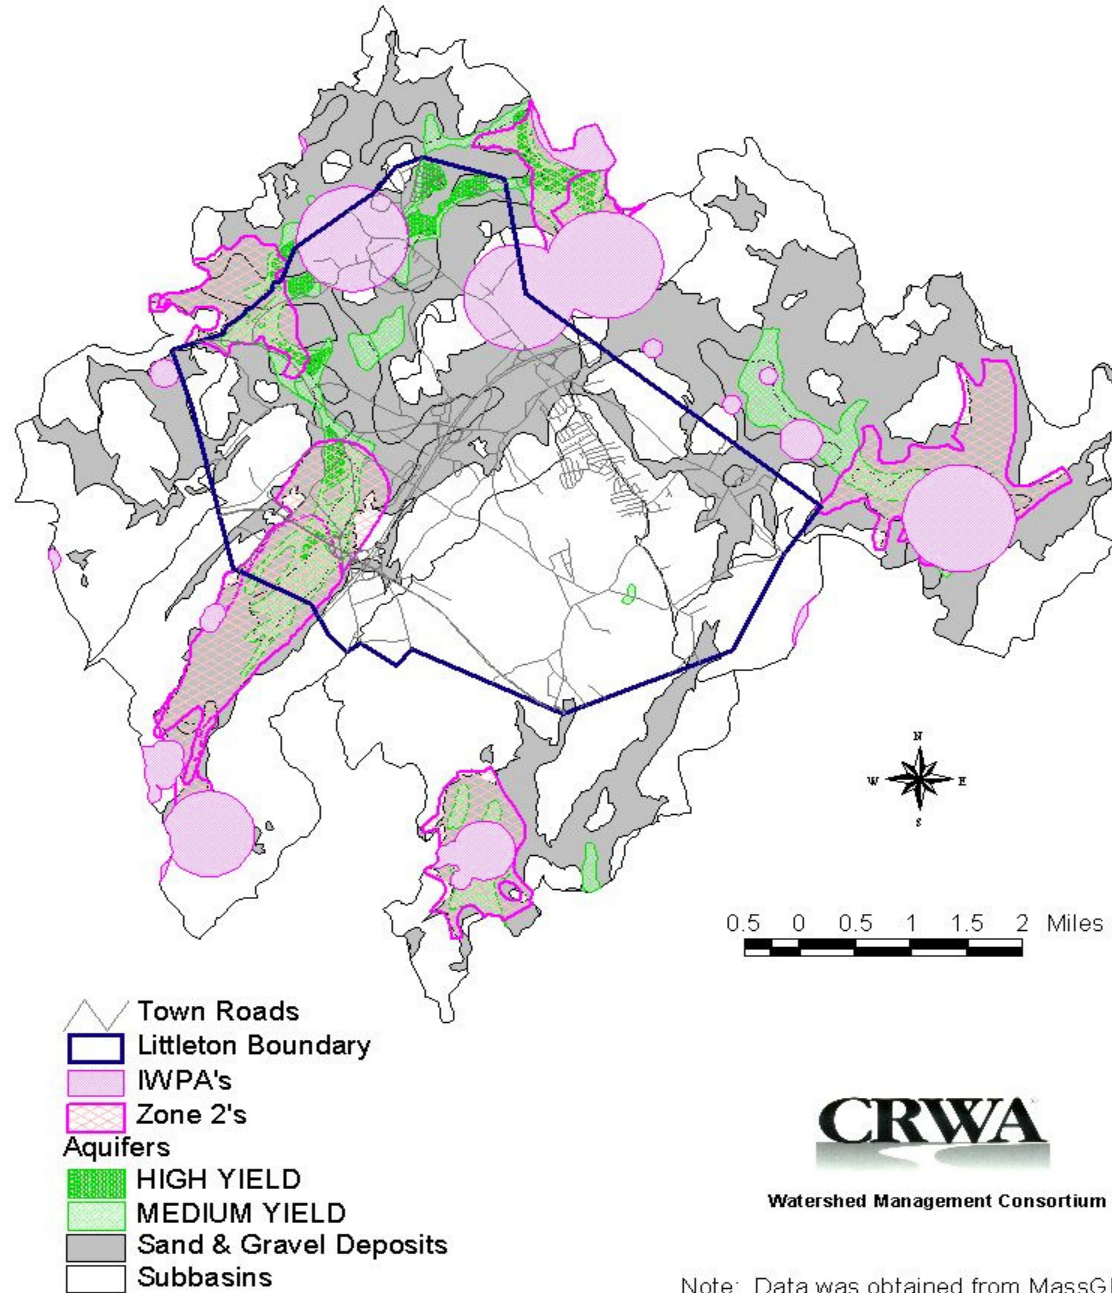 N
W E
S
0.5 0 0.5 1 1.5 2 Miles
Town Roads
Littleton Boundary
IWPA's
Zone 2's
Aquifers
HIGH YIELD
MEDIUM YIELD
Sand & Gravel Deposits
Subbasins
CRWA
Watershed Management Consortium
Note: Data was obtained from